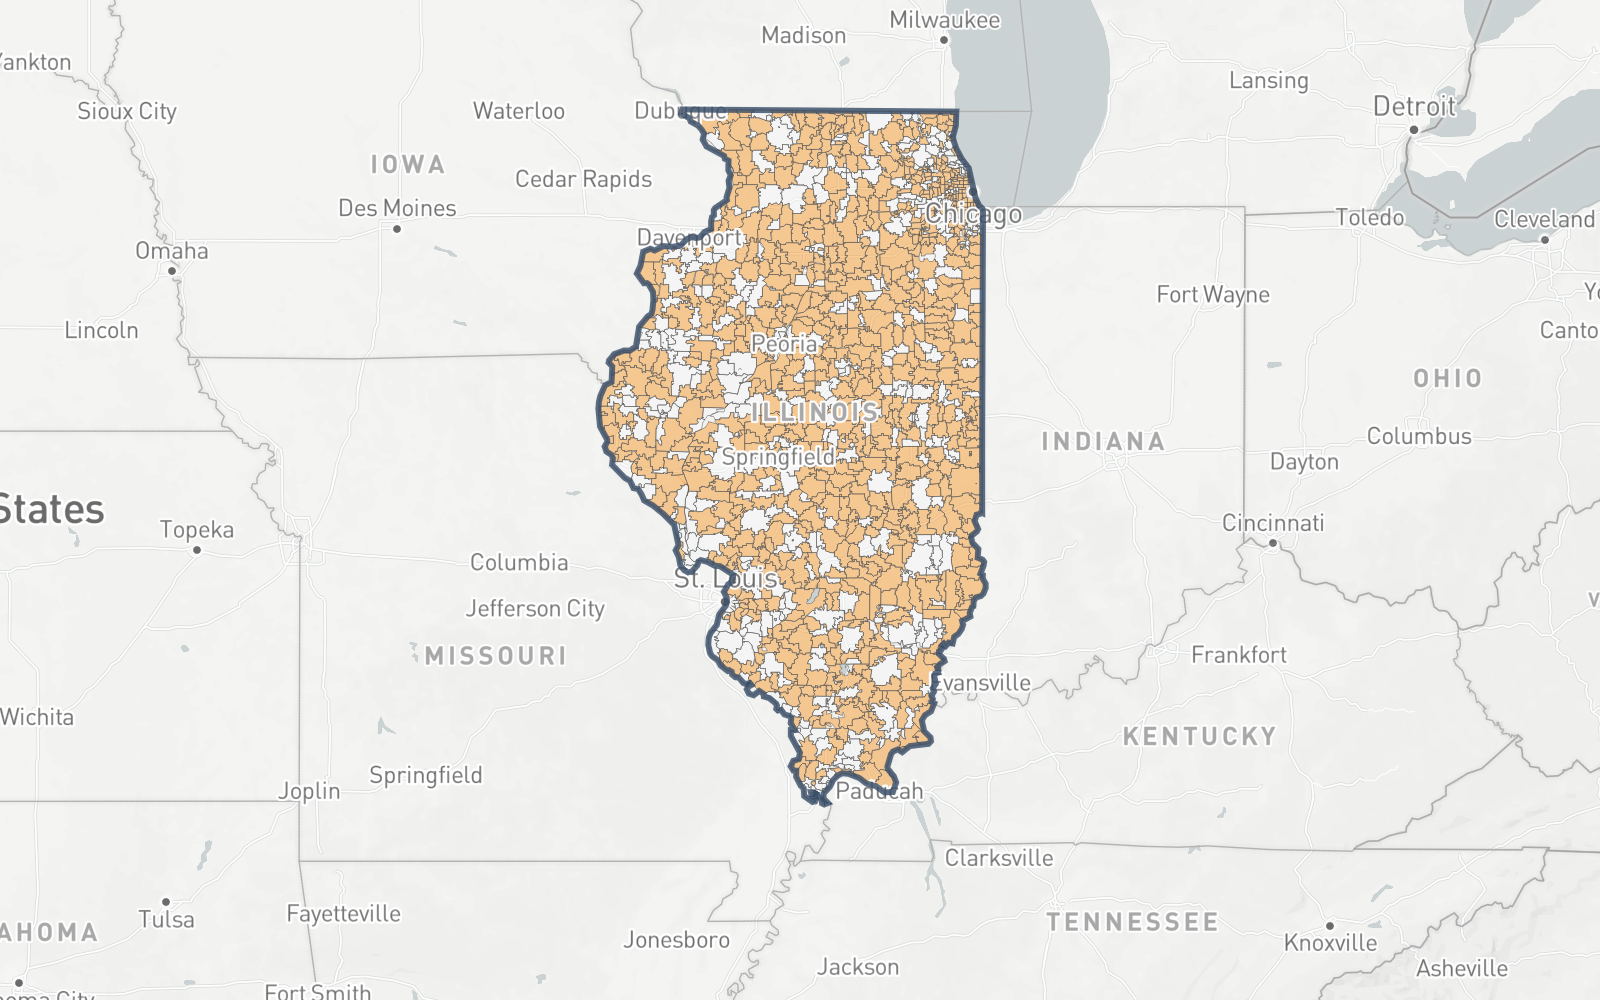 Milwaukee
Madison
Yankton
Lansing
Sioux City
Waterloo
Dubuque
Detroit
IOWA
Cedar Rapids
Des Moines
Chicago
Toledo
Cleveland
Davenport
Omaha
Fort Wayne
Lincoln
Peoria
Canto
OHIO
ILLINOIS
INDIANA
Columbus
Springfield
Dayton
States
Topeka
Cincinnati
Columbia
St. Louis
Jefferson City
MISSOURI
Frankfort
Evansville
Wichita
KENTUCKY
Springfield
Joplin
Paducah
Clarksville
Tulsa
Fayetteville
TENNESSEE
AHOMA
Jonesboro
Knoxville
Jackson
Asheville
Fort Smith
oma City